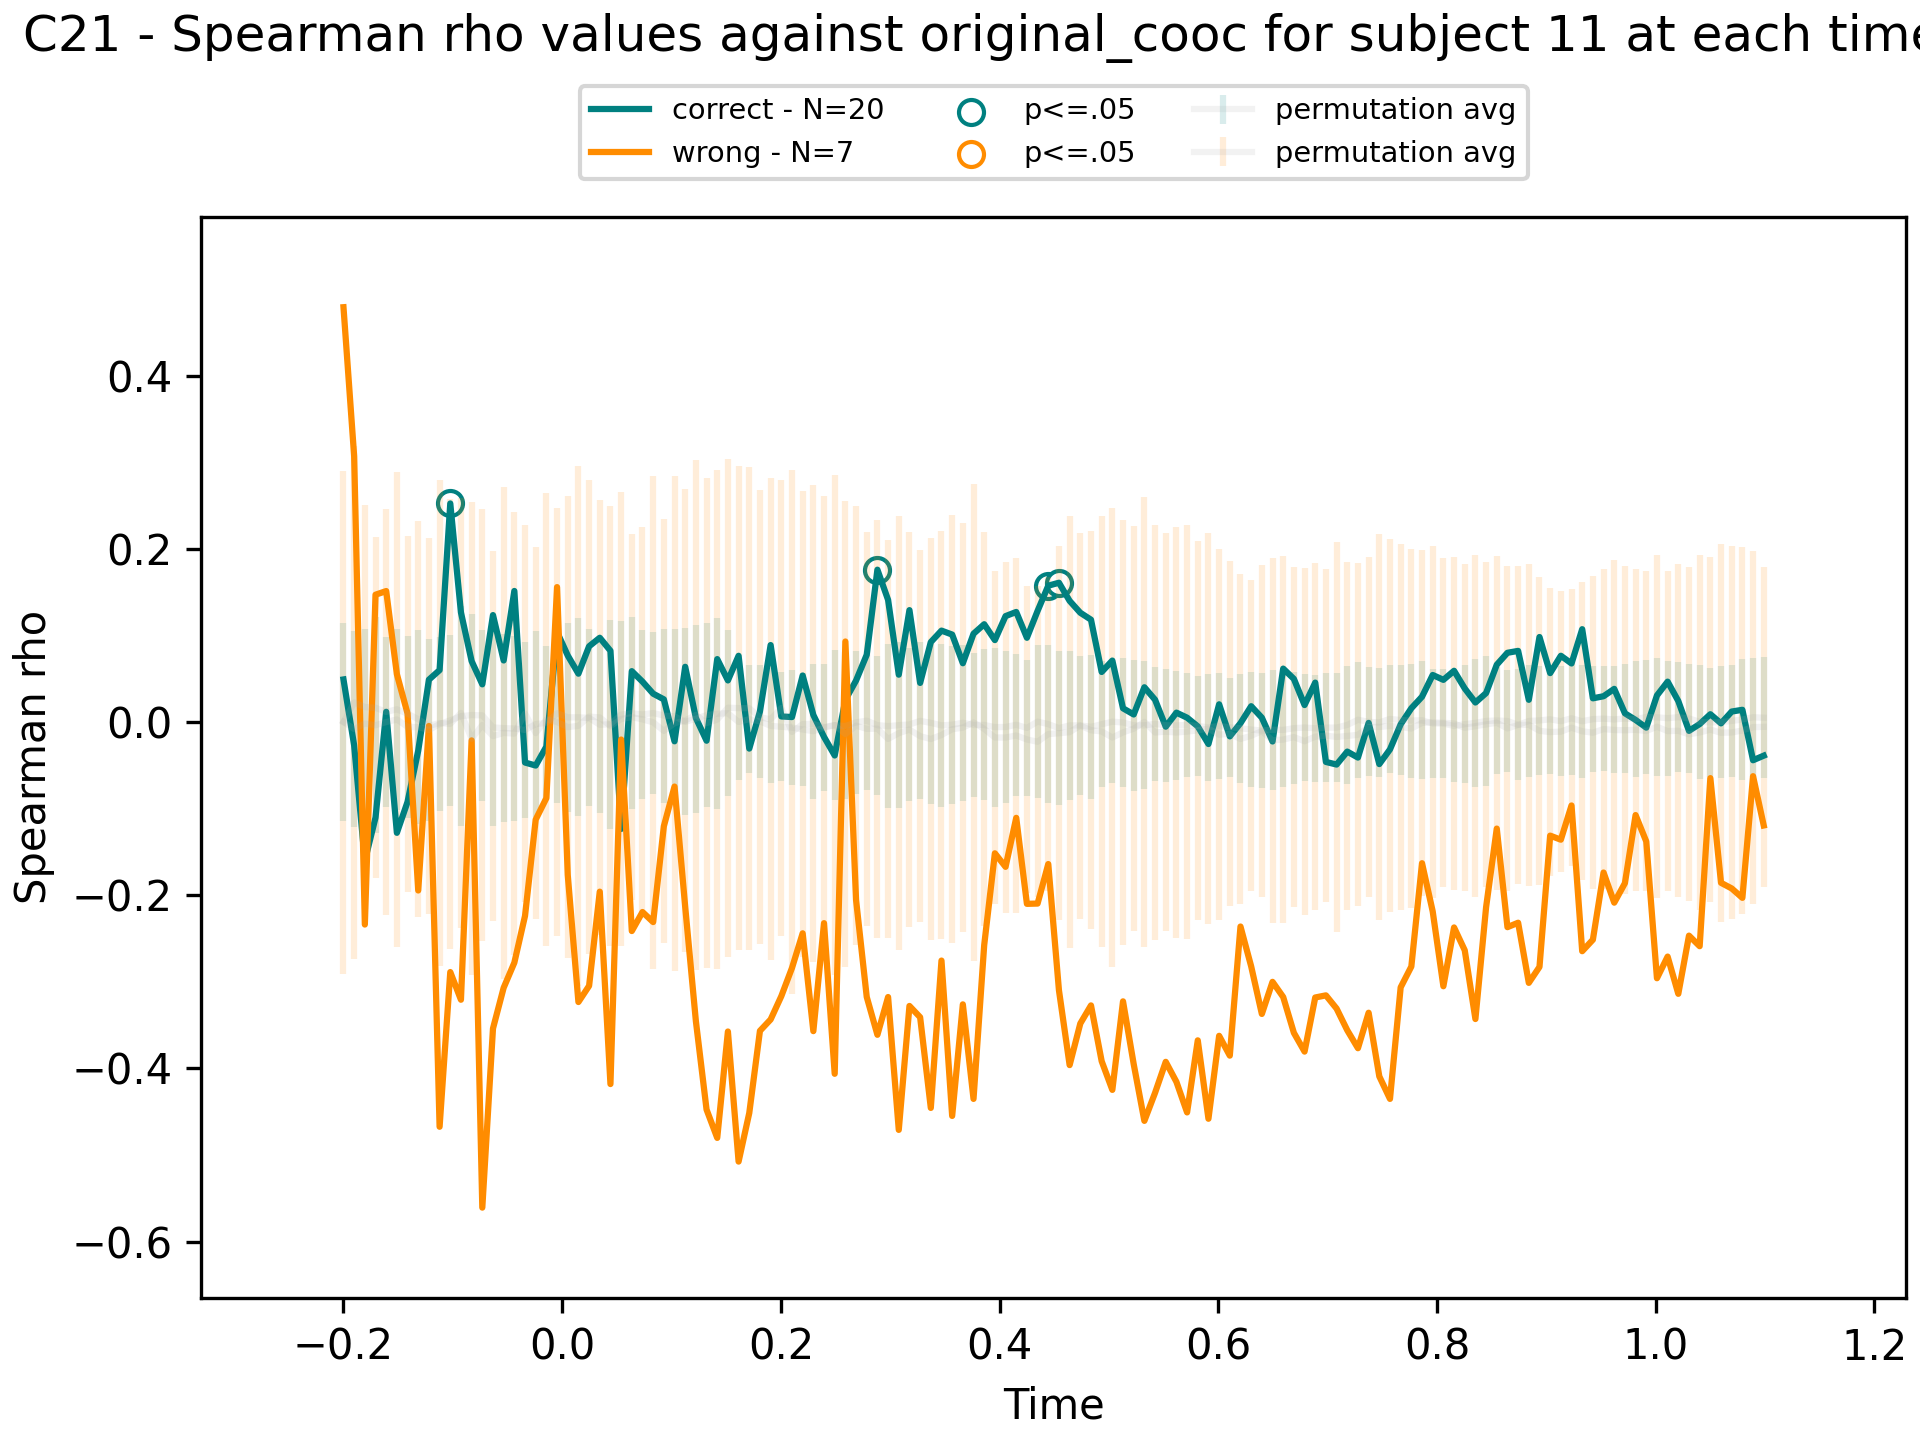 C21 - Spearman rho values against original_cooc for subject 11 at each time
correct - N=20
wrong - N=7
p<=.05
p<=.05
permutation avg
permutation avg
Spearman rho
0.4
0.2
0.0
−0.2
−0.4
−0.6
−0.2
0.0
0.2
0.4
0.6
0.8
1.0
1.2
Time